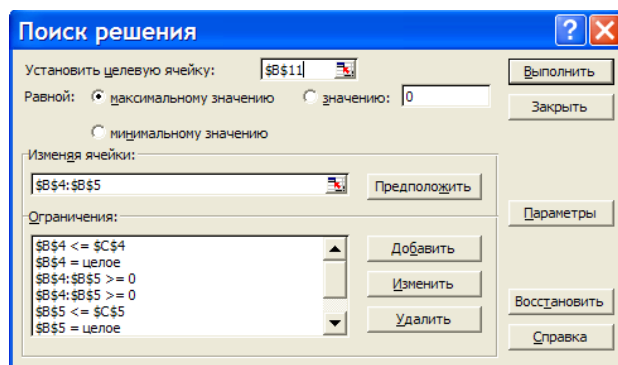 Поиск решения
Установить целевую ячейку: $B$11
Выполнить
Равной: максимальному значению значению: 0
Закрыть
минимальному значению
Изменяя ячейки:
$B$4:$B$5
Предположить
Параметры
Ограничения:
$B$4 <= $C$4
$B$4 = целое
$B$4:$B$5 >= 0
$B$4:$B$5 >= 0
$B$5 <= $C$5
$B$5 = целое
Добавить
Изменить
Удалить
Восстановить
Справка